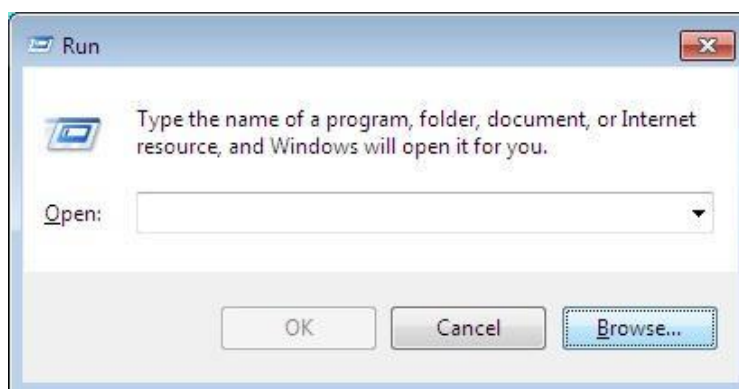 Run
Type the name of a program, folder, document, or Internet
resource, and Windows will open it for you.
Open:
OK Cancel Browse...